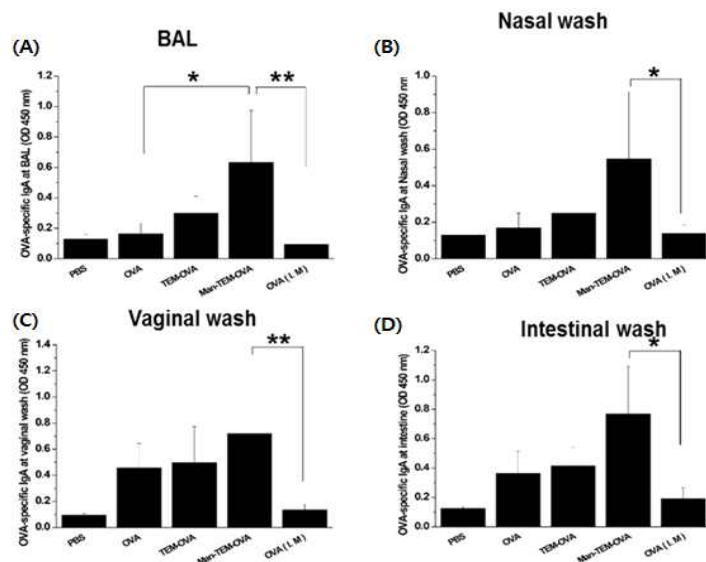 (A)
BAL
OVA-specific IgA at BAL (OD 450 nm)
1.2
1.0
0.8
0.6
0.4
0.2
0.0
*
**
PBS
OVA
TEM-OVA
Man-TEM-OVA
OVA ( I. M )
(B)
Nasal wash
OVA-specific IgA at Nasal wash (OD 450 nm)
1.0
0.8
0.6
0.4
0.2
0.0
*
PBS
OVA
TEM-OVA
Man-TEM-OVA
OVA ( I. M )
(C)
Vaginal wash
OVA-specific IgA at vaginal wash (OD 450 nm)
1.4
1.2
1.0
0.8
0.6
0.4
0.2
0.0
**
PBS
OVA
TEM-OVA
Man-TEM-OVA
OVA ( I. M )
(D)
Intestinal wash
OVA-specific IgA at intestine (OD 450 nm)
1.2
1.0
0.8
0.6
0.4
0.2
0.0
*
PBS
OVA
TEM-OVA
Man-TEM-OVA
OVA ( I. M )